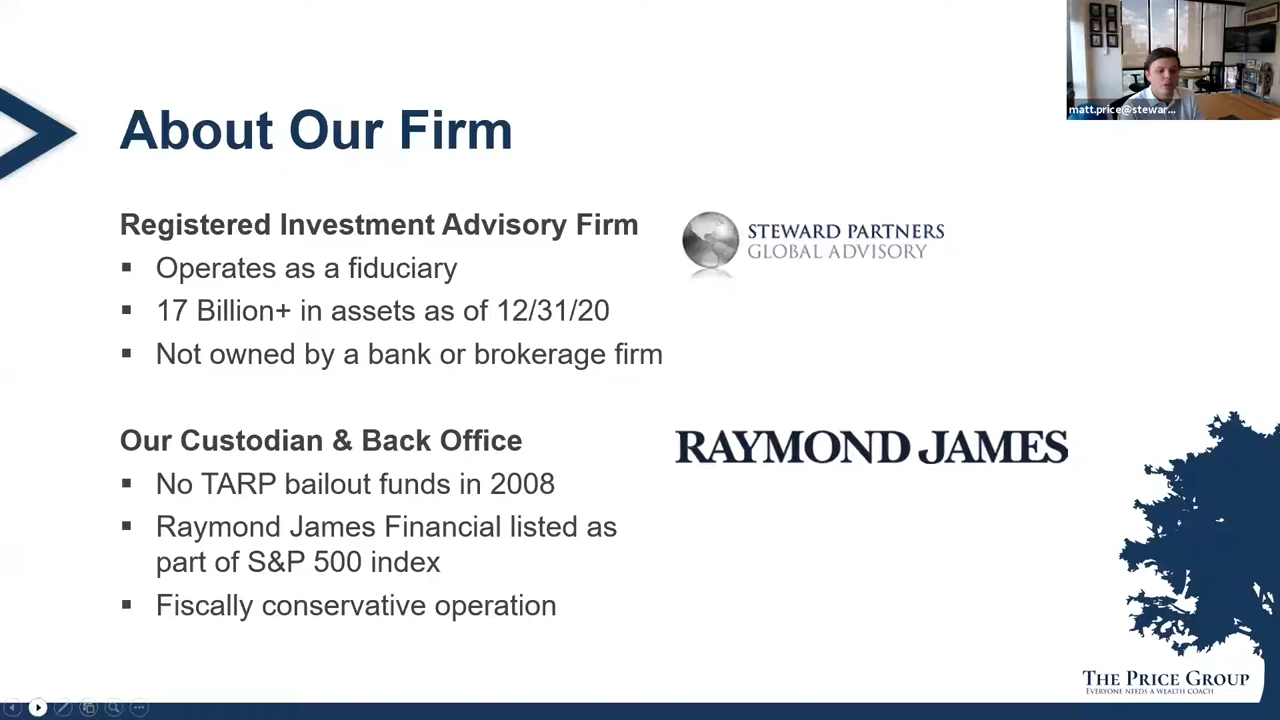 matt.price@stewar...
About Our Firm
Registered Investment Advisory Firm
▪ Operates as a fiduciary
▪ 17 Billion+ in assets as of 12/31/20
▪ Not owned by a bank or brokerage firm
STEWARD PARTNERS
GLOBAL ADVISORY
Our Custodian & Back Office
▪ No TARP bailout funds in 2008
▪ Raymond James Financial listed as
part of S&P 500 index
▪ Fiscally conservative operation
RAYMOND JAMES
THE PRICE GROUP
EVERYONE NEEDS A WEALTH COACH